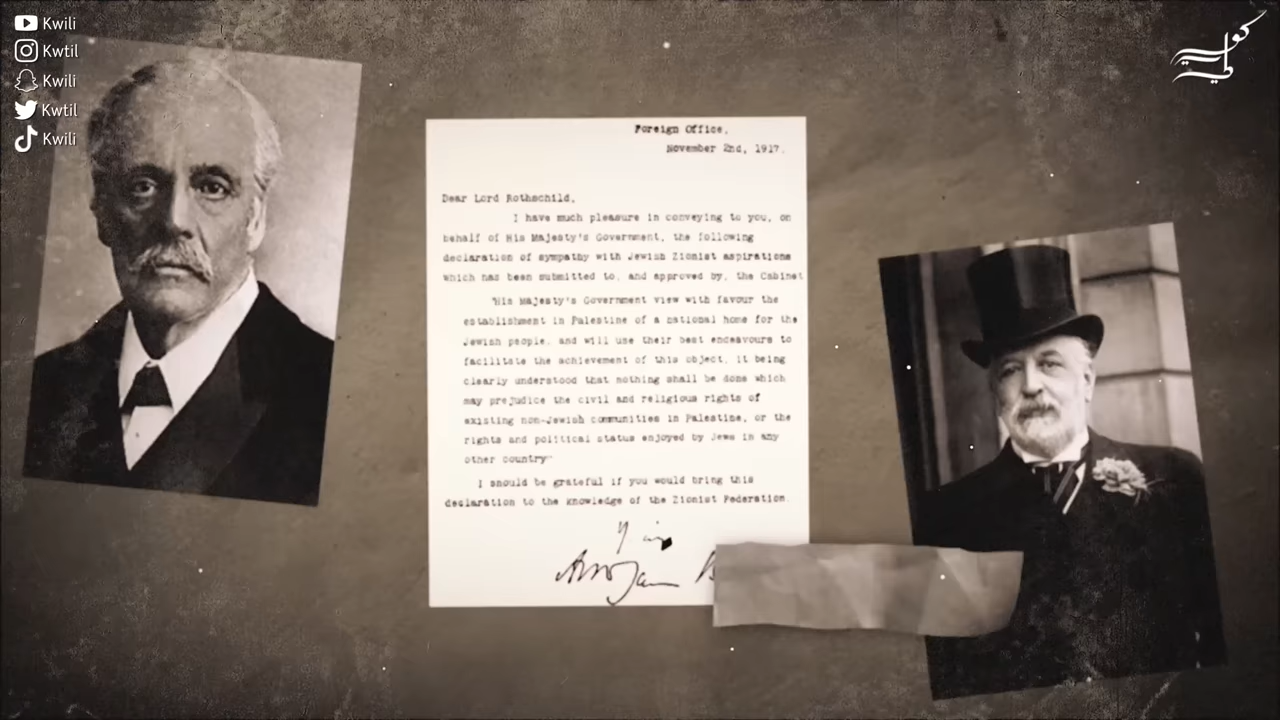 Kwili
Kwtil
Kwili
Kwtil
Kwili
Foreign Office,
November 2nd, 1917.
Dear Lord Rothschild,
I have much pleasure in conveying to you, on
behalf of His Majesty's Government, the following
declaration of sympathy with Jewish Zionist aspirations
which has been submitted to, and approved by, the Cabinet
"His Majesty's Government view with favour the
establishment in Palestine of a national home for the
Jewish people, and will use their best endeavours to
facilitate the achievement of this object, it being
clearly understood that nothing shall be done which
may prejudice the civil and religious rights of
existing non-Jewish communities in Palestine, or the
rights and political status enjoyed by Jews in any
other country"
I should be grateful if you would bring this
declaration to the knowledge of the Zionist Federation.